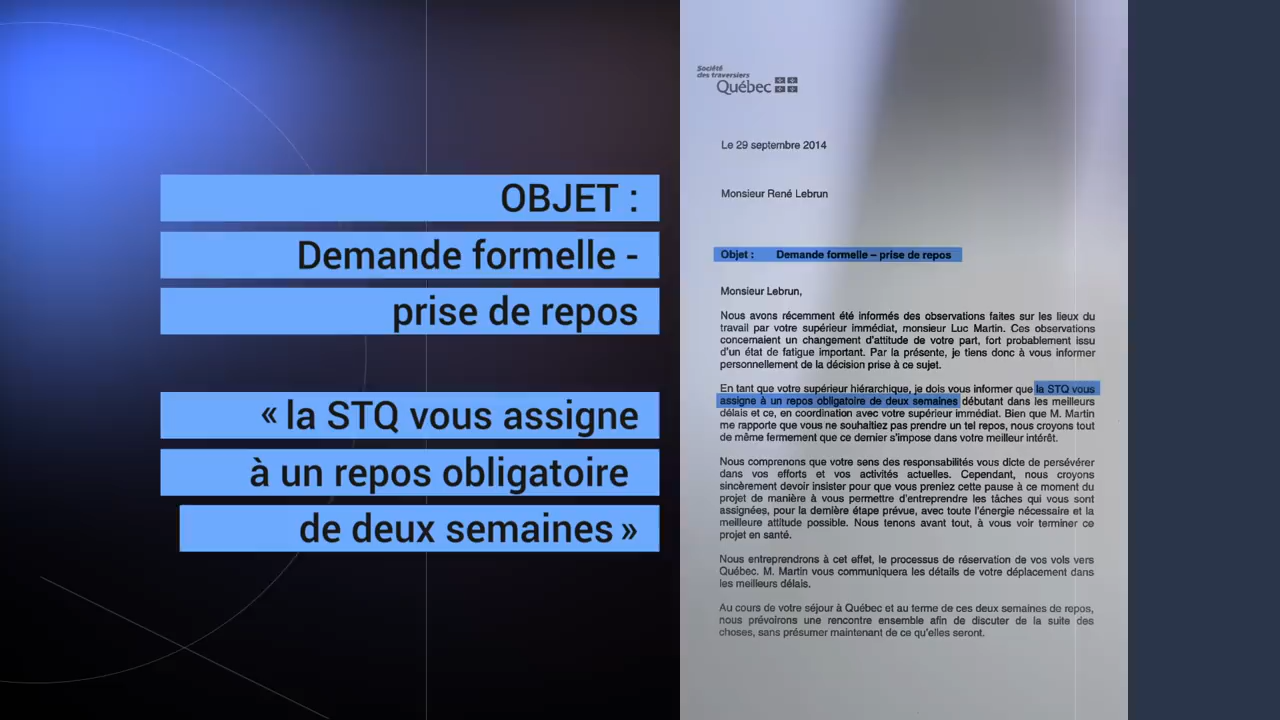 OBJET :
Demande formelle -
prise de repos
« la STQ vous assigne
à un repos obligatoire
de deux semaines »
Société
des traversiers
Québec
Le 29 septembre 2014
Monsieur René Lebrun
Objet : Demande formelle – prise de repos
Monsieur Lebrun,
Nous avons récemment été informés des observations faites sur les lieux du
travail par votre supérieur immédiat, monsieur Luc Martin. Ces observations
concernaient un changement d'attitude de votre part, fort probablement issu
d'un état de fatigue important. Par la présente, je tiens donc à vous informer
personnellement de la décision prise à ce sujet.
En tant que votre supérieur hiérarchique, je dois vous informer que la STQ vous
assigne à un repos obligatoire de deux semaines débutant dans les meilleurs
délais et ce, en coordination avec votre supérieur immédiat. Bien que M. Martin
me rapporte que vous ne souhaitiez pas prendre un tel repos, nous croyons tout
de même fermement que ce dernier s'impose dans votre meilleur intérêt.
Nous comprenons que votre sens des responsabilités vous dicte de persévérer
dans vos efforts et vos activités actuelles. Cependant, nous croyons
sincèrement devoir insister pour que vous preniez cette pause à ce moment du
projet de manière à vous permettre d'entreprendre les tâches qui vous sont
assignées, pour la dernière étape prévue, avec toute l'énergie nécessaire et la
meilleure attitude possible. Nous tenons avant tout, à vous voir terminer ce
projet en santé.
Nous entreprendrons à cet effet, le processus de réservation de vos vols vers
Québec. M. Martin vous communiquera les détails de votre déplacement dans
les meilleurs délais.
Au cours de votre séjour à Québec et au terme de ces deux semaines de repos,
nous prévoirons une rencontre ensemble afin de discuter de la suite des
choses, sans présumer maintenant de ce qu'elles seront.